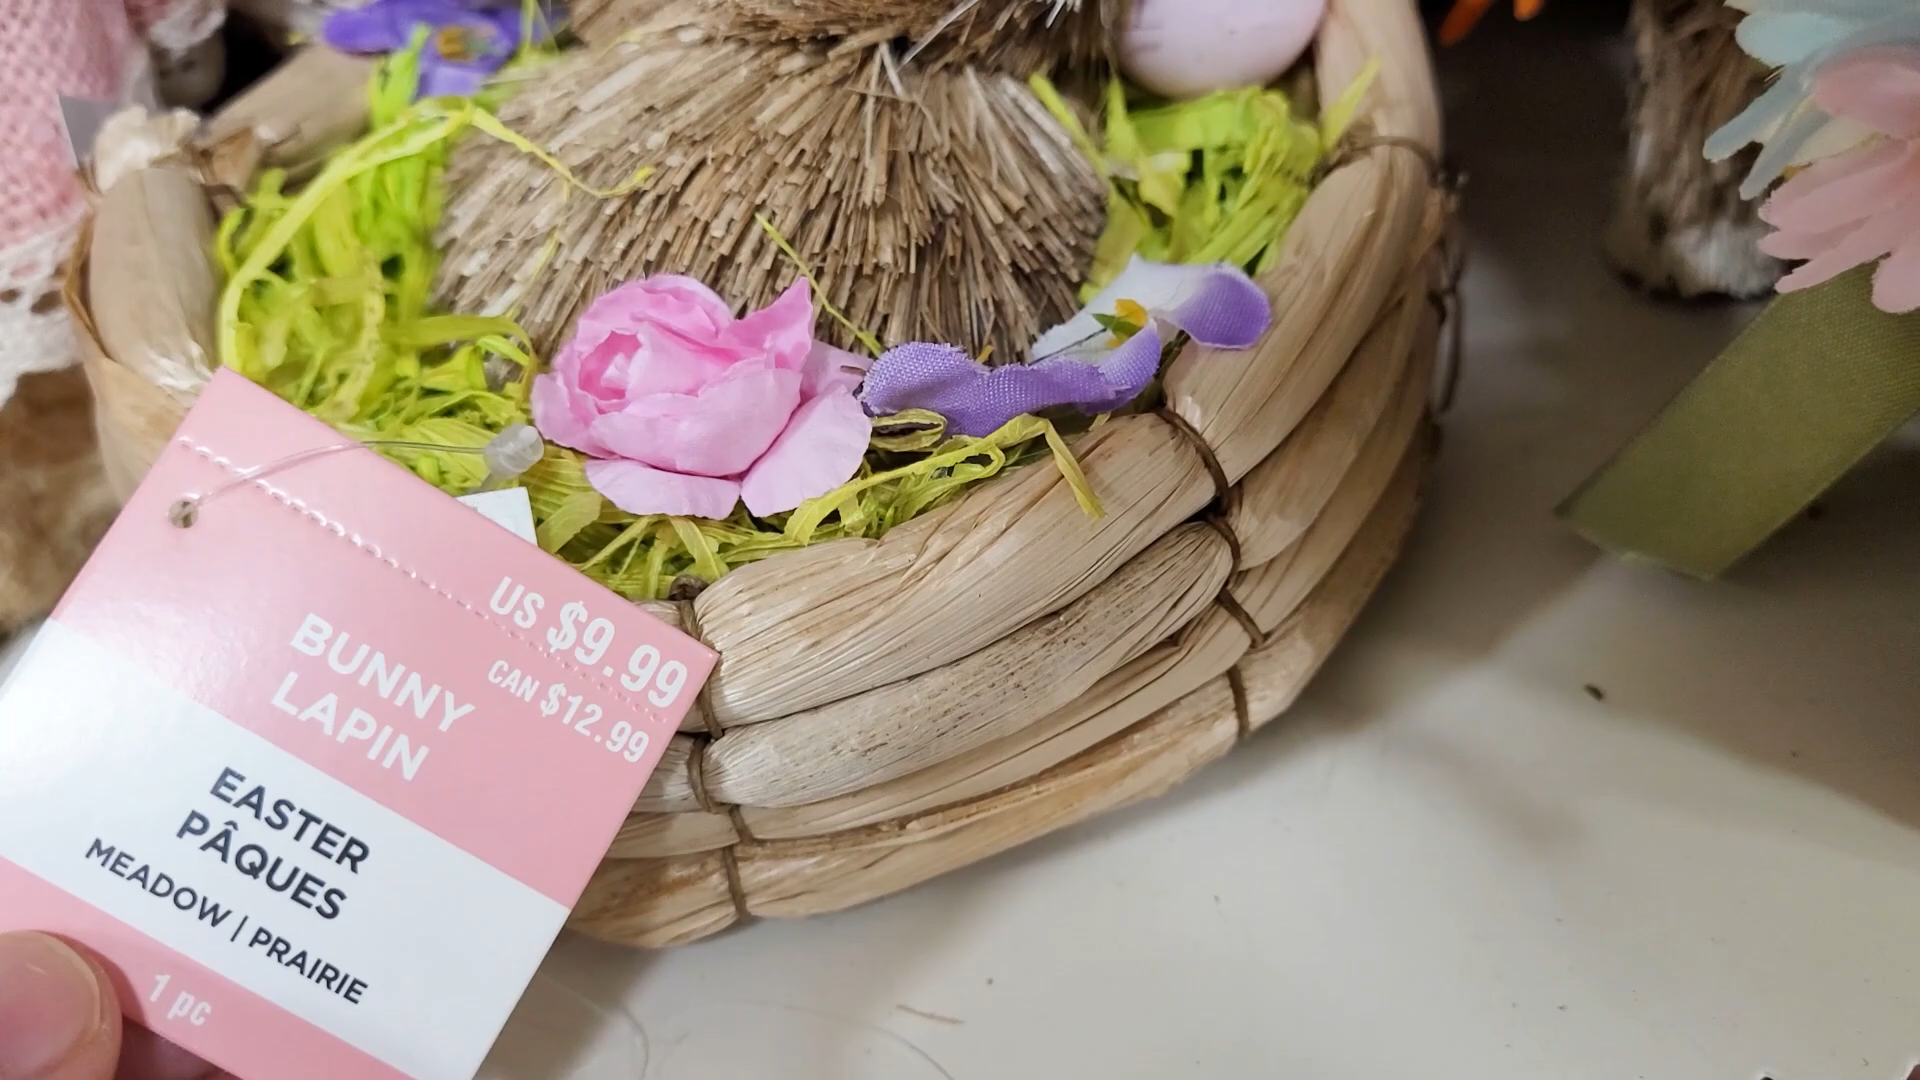 US $9.99
CAN $12.99
BUNNY
LAPIN
EASTER
PÂQUES
MEADOW | PRAIRIE
1 pc